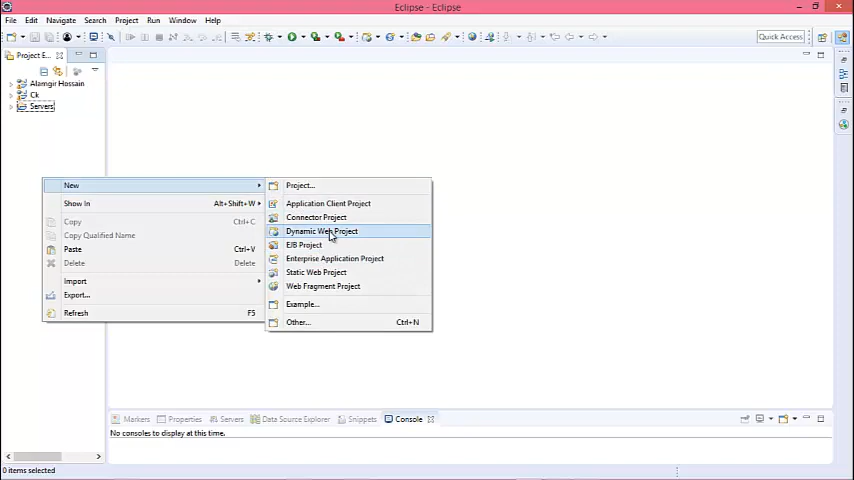 Eclipse - Eclipse
File Edit Navigate Search Project Run Window Help
Quick Access
Project E...
Alamgir Hossain
Ck
Servers
New
Show In Alt+Shift+W
Copy Ctrl+C
Copy Qualified Name
Paste Ctrl+V
Delete Delete
Import
Export...
Refresh F5
Project...
Application Client Project
Connector Project
Dynamic Web Project
EJB Project
Enterprise Application Project
Static Web Project
Web Fragment Project
Example...
Other... Ctrl+N
Markers Properties Servers Data Source Explorer Snippets Console
No consoles to display at this time.
0 items selected